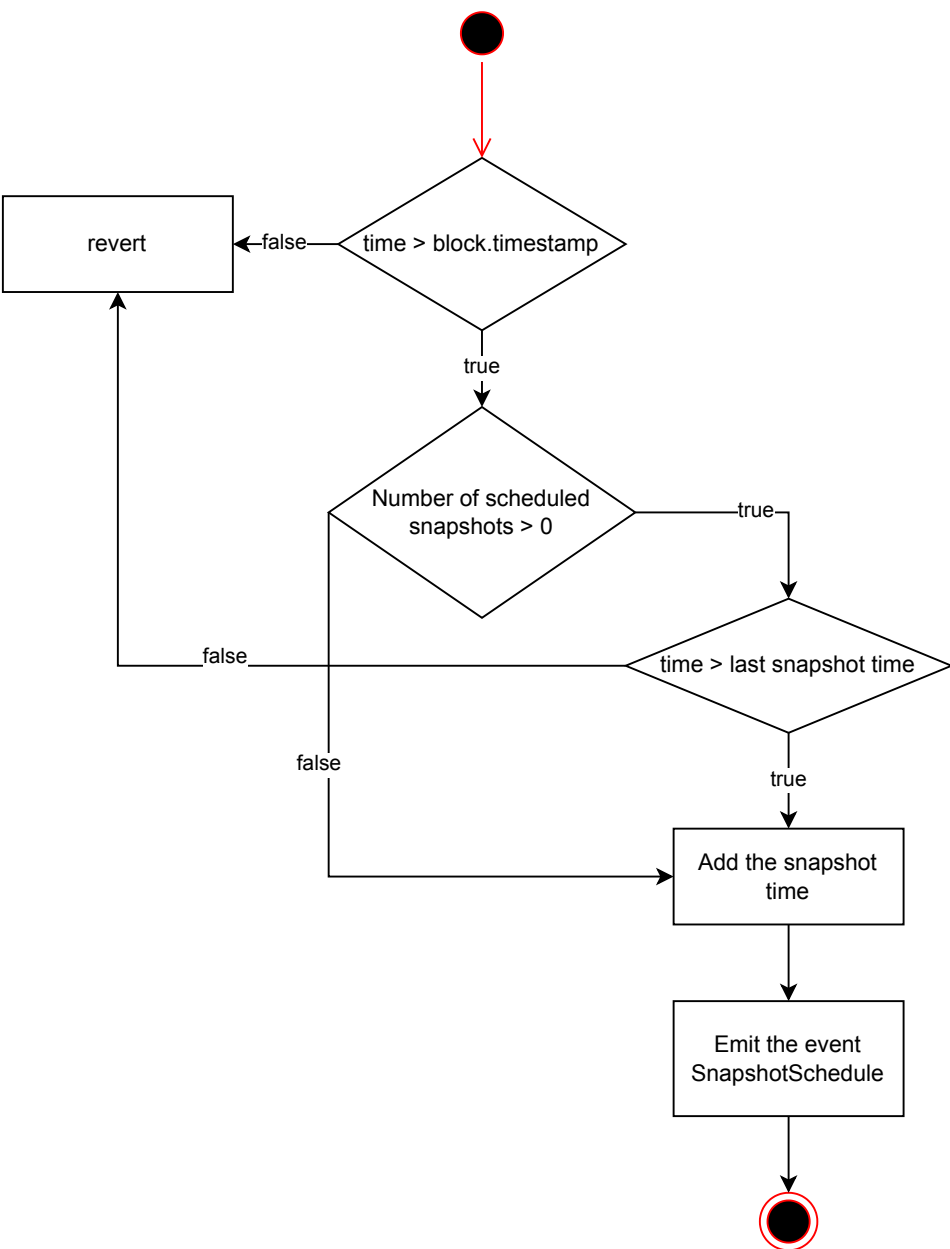 revert
false
time > block.timestamp
true
Number of scheduled
snapshots > 0
true
false
time > last snapshot time
false
true
Add the snapshot
time
Emit the event
SnapshotSchedule